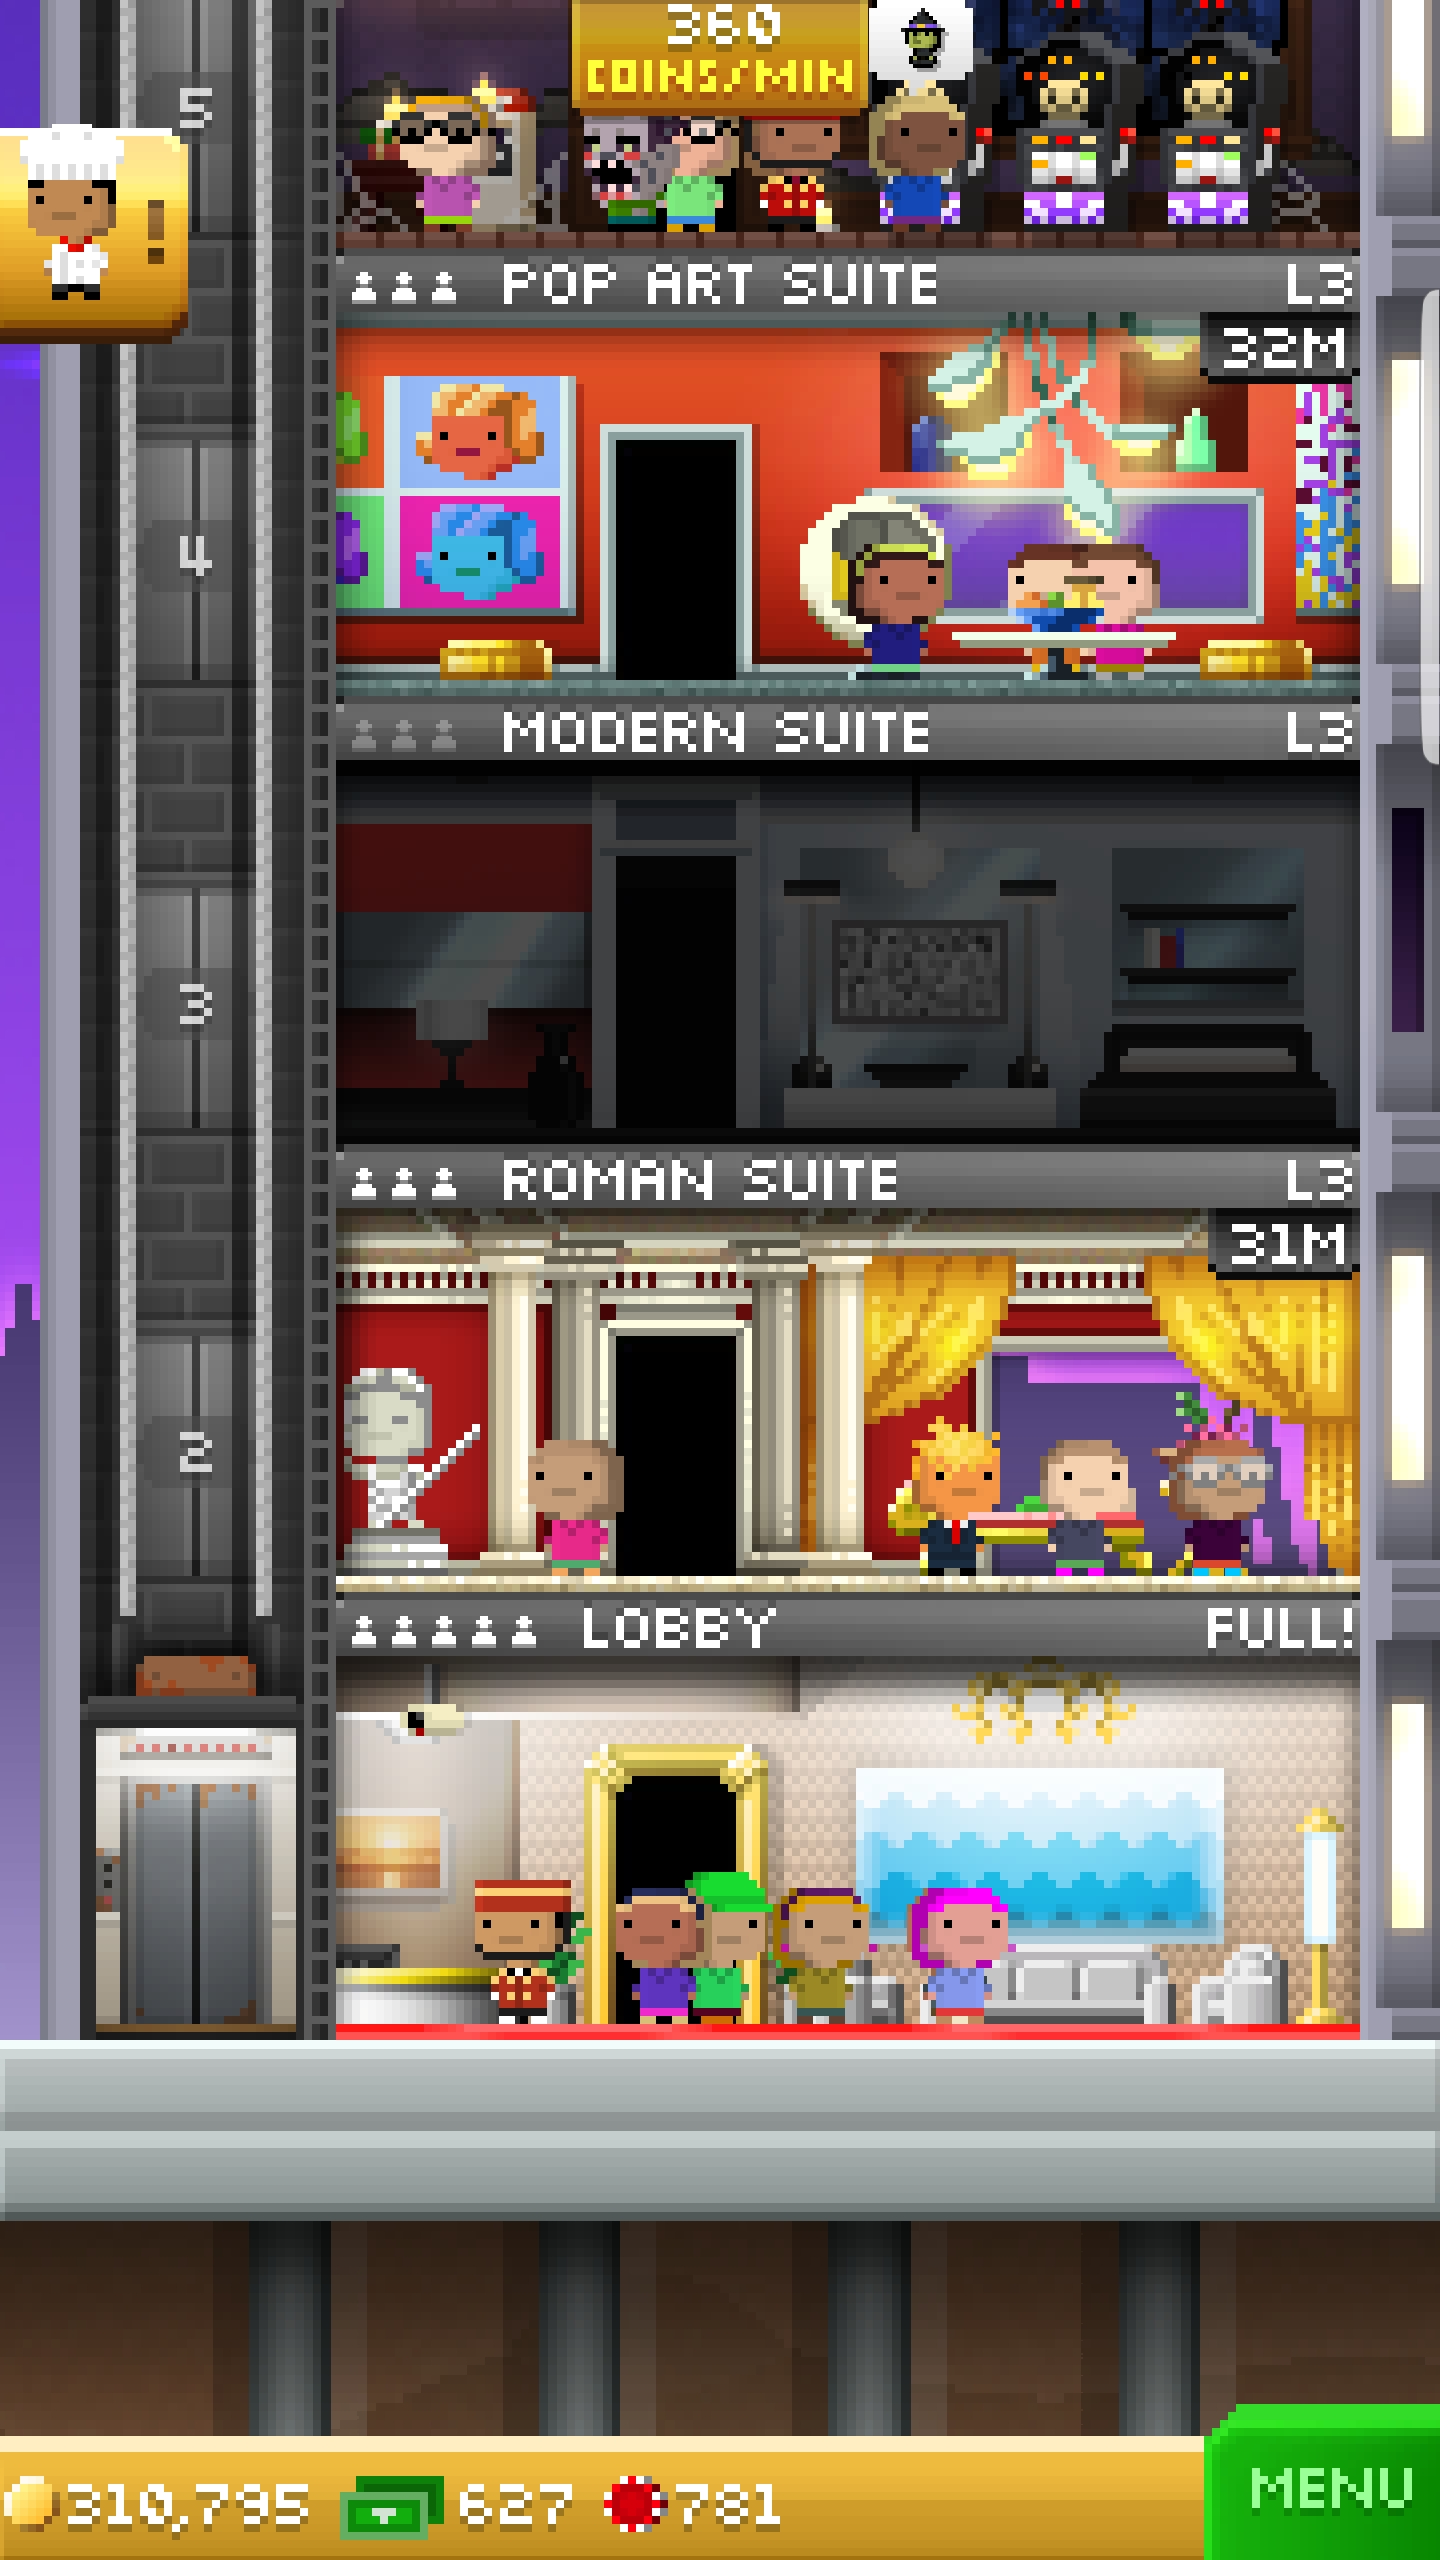 360
COINS/MIN
5
!
POP ART SUITE L3
32M
4
MODERN SUITE L3
3
ROMAN SUITE L3
31M
2
LOBBY FULL!
310,795 627 781
MENU